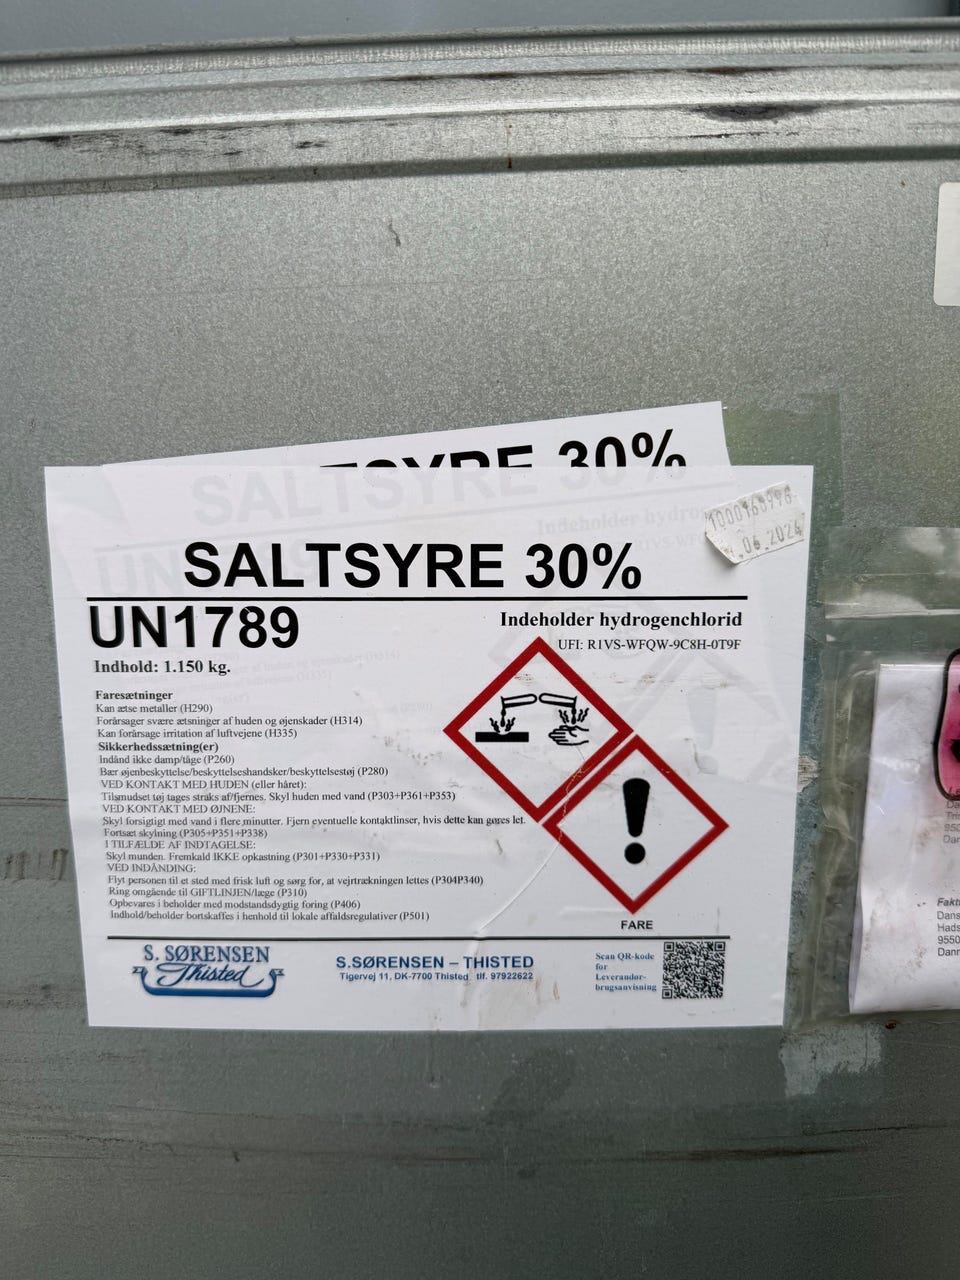 SALTSYRE 30%
1000165996
.06.2024
SALTSYRE 30%
UN1789
Indeholder hydrogenchlorid
UFI: R1VS-WFQW-9C8H-0T9F
Indhold: 1.150 kg.
Faresætninger
Kan ætse metaller (H290)
Forårsager svære ætsninger af huden og øjenskader (H314)
Kan forårsage irritation af luftvejene (H335)
Sikkerhedssætning(er)
Indånd ikke damp/tåge (P260)
Bær øjenbeskyttelse/beskyttelseshandsker/beskyttelsestøj (P280)
VED KONTAKT MED HUDEN (eller håret):
Tilsmudset tøj tages straks af/fjernes. Skyl huden med vand (P303+P361+P353)
VED KONTAKT MED ØJNENE:
Skyl forsigtigt med vand i flere minutter. Fjern eventuelle kontaktlinser, hvis dette kan gøres let.
Fortsæt skylning (P305+P351+P338)
I TILFÆLDE AF INDTAGELSE:
Skyl munden. Fremkald IKKE opkastning (P301+P330+P331)
VED INDÅNDING:
Flyt personen til et sted med frisk luft og sørg for, at vejrtrækningen lettes (P304P340)
Ring omgående til GIFTLINJEN/læge (P310)
Opbevares i beholder med modstandsdygtig foring (P406)
Indhold/beholder bortskaffes i henhold til lokale affaldsregulativer (P501)
FARE
S. SØRENSEN
Thisted
S.SØRENSEN – THISTED
Tigervej 11, DK-7700 Thisted tlf. 97922622
Scan QR-kode
for
Leverandør-
brugsanvisning
Fakt
Dans
Hads
9550
Danr